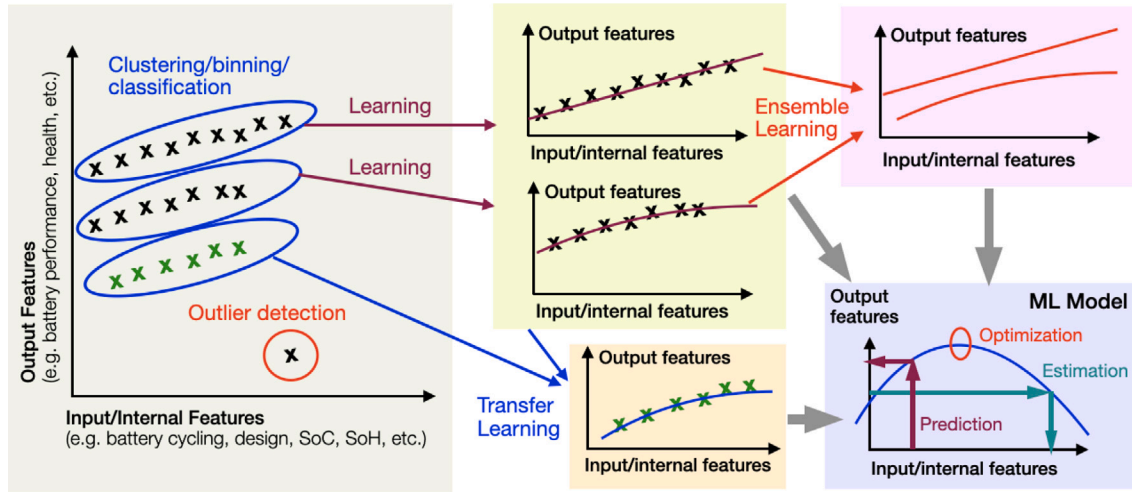 Output Features
(e.g. battery performance, health, etc.)
Clustering/binning/
classification
x x x x x x x x x
x x x x x x x
x x x x x x
Outlier detection
x
Input/Internal Features
(e.g. battery cycling, design, SoC, SoH, etc.)
Learning
Learning
Output features
x x x x x x x x x
Input/internal features
Output features
x x x x x x x
Input/internal features
Ensemble
Learning
Output features
Input/internal features
Transfer
Learning
Output features
x x x x x x
Input/internal features
ML Model
Output
features
Optimization
Estimation
Prediction
Input/internal features